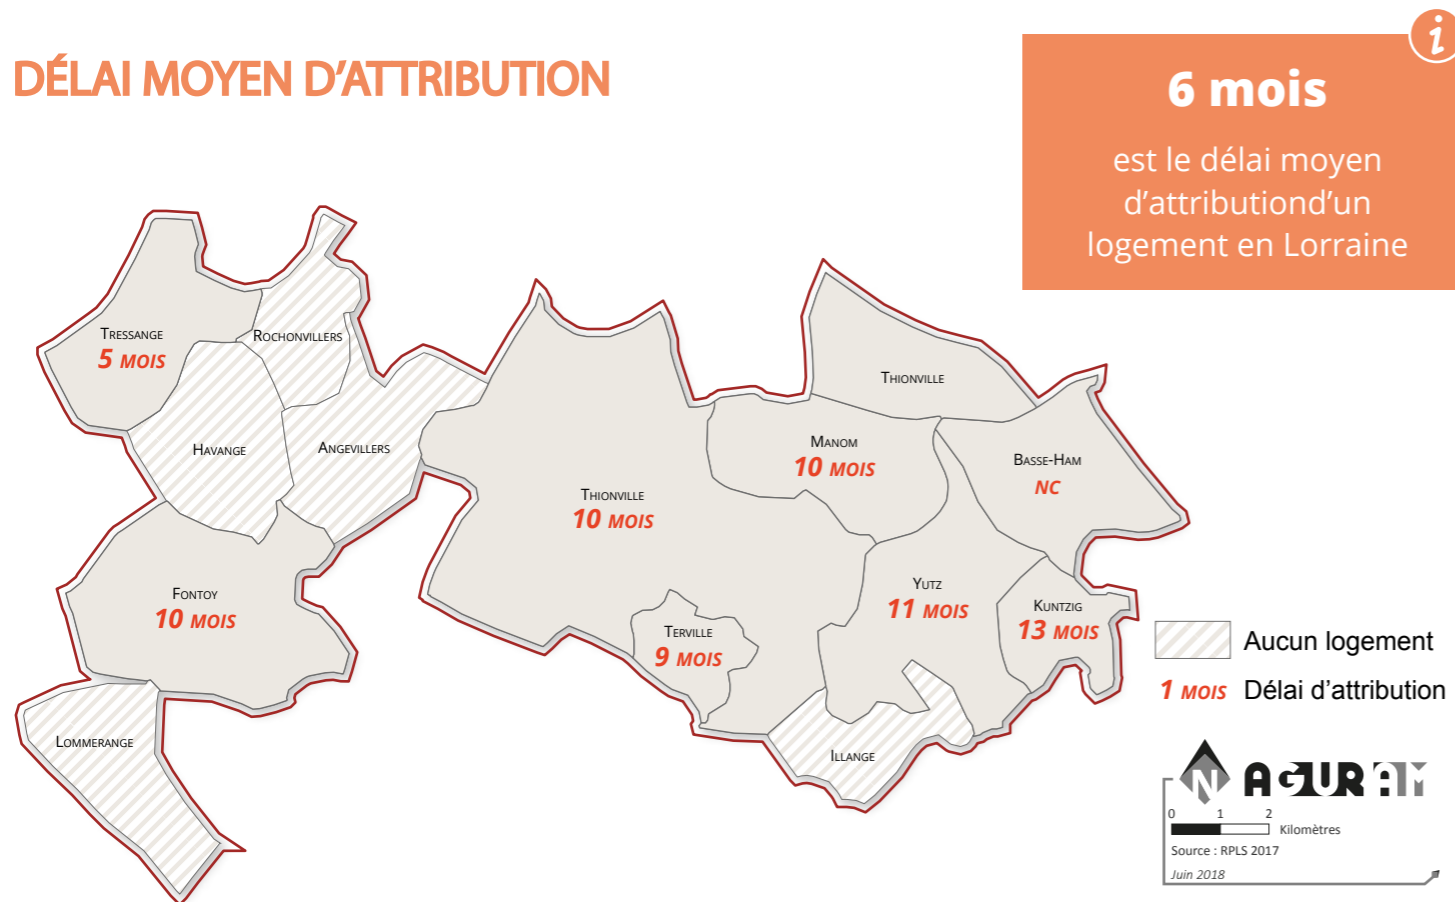 DÉLAI MOYEN D'ATTRIBUTION
i
6 mois
est le délai moyen
d'attributiond'un
logement en Lorraine
Tressange
5 mois
Rochonvillers
Havange
Angevillers
Fontoy
10 mois
Lommerange
Thionville
10 mois
Thionville
Manom
10 mois
Basse-Ham
NC
Yutz
11 mois
Kuntzig
13 mois
Terville
9 mois
Illange
Aucun logement
1 mois Délai d'attribution
N AGURAM
0 1 2
Kilomètres
Source : RPLS 2017
Juin 2018